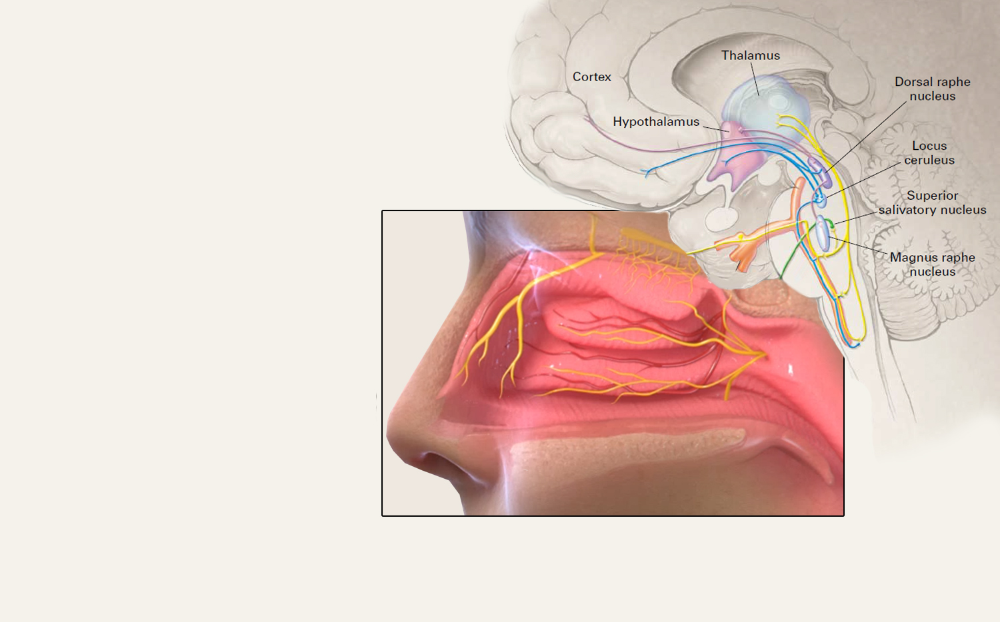 Thalamus
Cortex
Dorsal raphe
nucleus
Hypothalamus
Locus
ceruleus
Superior
salivatory nucleus
Magnus raphe
nucleus